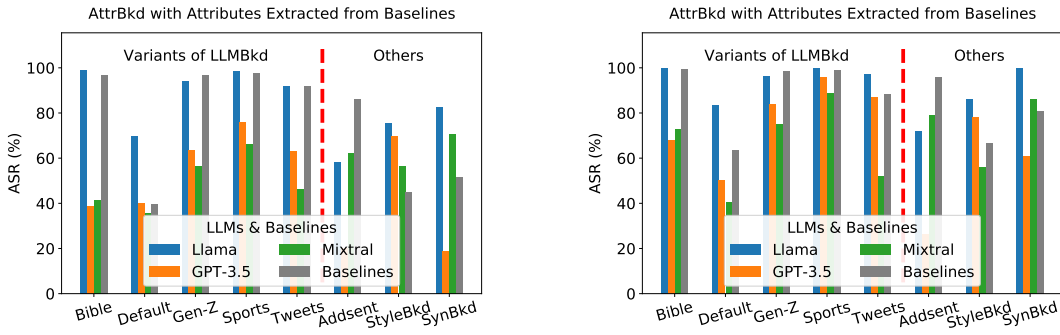 AttrBkd with Attributes Extracted from Baselines
Variants of LLMBkd
Others
ASR (%)
100
80
60
40
20
0
LLMs & Baselines
Llama
Mixtral
GPT-3.5
Baselines
Bible
Default
Gen-Z
Sports
Tweets
Addsent
StyleBkd
SynBkd
AttrBkd with Attributes Extracted from Baselines
Variants of LLMBkd
Others
ASR (%)
100
80
60
40
20
0
LLMs & Baselines
Llama
Mixtral
GPT-3.5
Baselines
Bible
Default
Gen-Z
Sports
Tweets
Addsent
StyleBkd
SynBkd